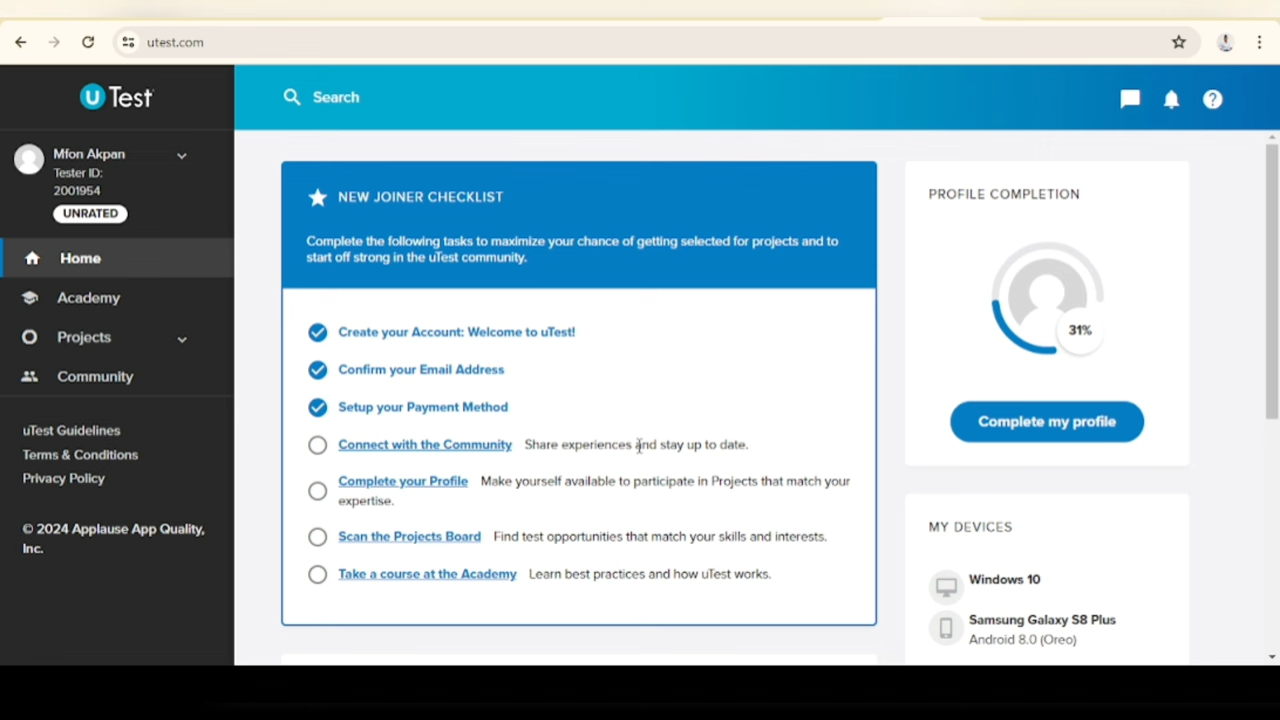 utest.com
U Test
Search
Mfon Akpan
Tester ID:
2001954
UNRATED
Home
Academy
Projects
Community
uTest Guidelines
Terms & Conditions
Privacy Policy
© 2024 Applause App Quality,
Inc.
NEW JOINER CHECKLIST
Complete the following tasks to maximize your chance of getting selected for projects and to
start off strong in the uTest community.
Create your Account: Welcome to uTest!
Confirm your Email Address
Setup your Payment Method
Connect with the Community Share experiences and stay up to date.
Complete your Profile Make yourself available to participate in Projects that match your
expertise.
Scan the Projects Board Find test opportunities that match your skills and interests.
Take a course at the Academy Learn best practices and how uTest works.
PROFILE COMPLETION
31%
Complete my profile
MY DEVICES
Windows 10
Samsung Galaxy S8 Plus
Android 8.0 (Oreo)